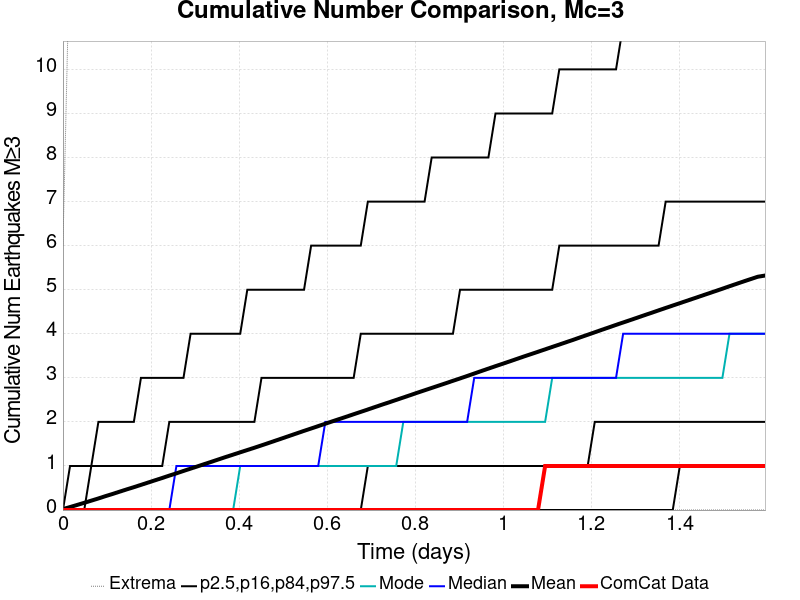 Cumulative Number Comparison, Mc=3
Cumulative Num Earthquakes M≥3
10
9
8
7
6
5
4
3
2
1
0
0 0.2 0.4 0.6 0.8 1 1.2 1.4
Time (days)
Extrema p2.5,p16,p84,p97.5 Mode Median Mean ComCat Data